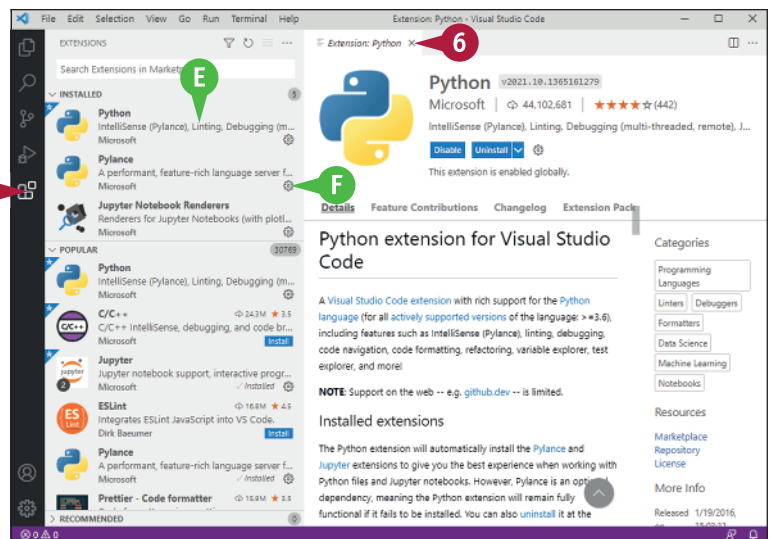 File Edit Selection View Go Run Terminal Help
Extension: Python - Visual Studio Code
EXTENSIONS
Search Extensions in Market
INSTALLED 3
Python
IntelliSense (Pylance), Linting, Debugging (m...
Microsoft
Pylance
A performant, feature-rich language server f...
Microsoft
Jupyter Notebook Renderers
Renderers for Jupyter Notebooks (with plotl...
Microsoft
POPULAR 30769
Python
IntelliSense (Pylance), Linting, Debugging (m...
Microsoft
C/C++ 24.3M ★ 3.5
C/C++
C/C++ IntelliSense, debugging, and code br...
Microsoft Install
Jupyter
jupyter
2
Jupyter notebook support, interactive progr...
Microsoft ✓ Installed
ESLint 16.8M ★ 4.5
ES
Lint
Integrates ESLint JavaScript into VS Code.
Dirk Baeumer Install
Pylance
A performant, feature-rich language server f...
Microsoft ✓ Installed
Prettier - Code formatter 15.9M ★ 3.5
RECOMMENDED 0
0 0
E
F
6
Extension: Python ×
Python v2021.10.1365161279
Microsoft | 44,102,681 | ★★★★☆ (442)
IntelliSense (Pylance), Linting, Debugging (multi-threaded, remote), J...
Disable Uninstall
This extension is enabled globally.
Details Feature Contributions Changelog Extension Pack
Python extension for Visual Studio
Code
A Visual Studio Code extension with rich support for the Python
language (for all actively supported versions of the language: >=3.6),
including features such as IntelliSense (Pylance), linting, debugging,
code navigation, code formatting, refactoring, variable explorer, test
explorer, and more!
NOTE: Support on the web -- e.g. github.dev -- is limited.
Installed extensions
The Python extension will automatically install the Pylance and
Jupyter extensions to give you the best experience when working with
Python files and Jupyter notebooks. However, Pylance is an optional
dependency, meaning the Python extension will remain fully
functional if it fails to be installed. You can also uninstall it at the
Categories
Programming
Languages
Linters Debuggers
Formatters
Data Science
Machine Learning
Notebooks
Resources
Marketplace
Repository
License
More Info
Released 1/19/2016,